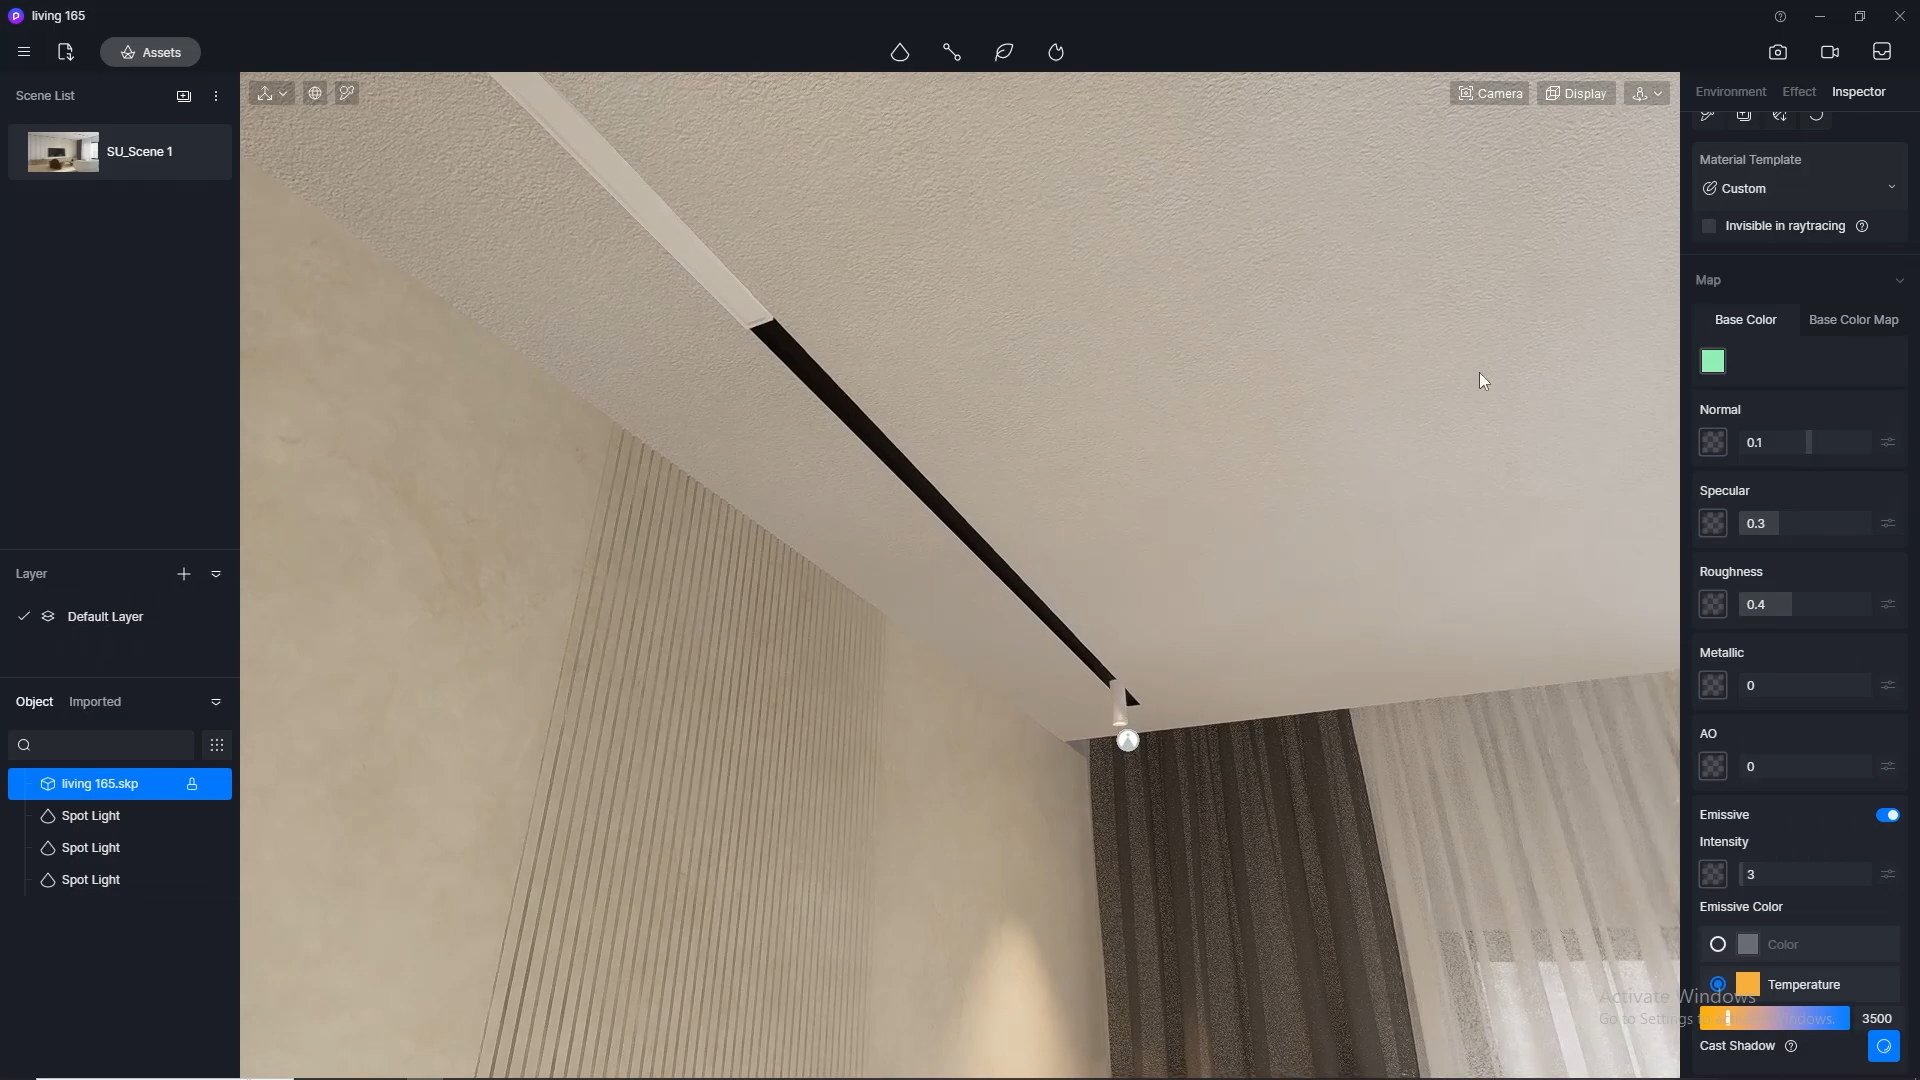 living 165
Assets
Scene List
SU_Scene 1
Camera
Display
Environment
Effect
Inspector
Material Template
Custom
Invisible in raytracing
Map
Base Color
Base Color Map
Normal
0.1
Specular
0.3
Roughness
0.4
Metallic
0
AO
0
Emissive
Intensity
3
Emissive Color
Color
Temperature
3500
Cast Shadow
Layer
Default Layer
Object
Imported
living 165.skp
Spot Light
Spot Light
Spot Light
Activate Windows
Go to Settings to activate Windows.